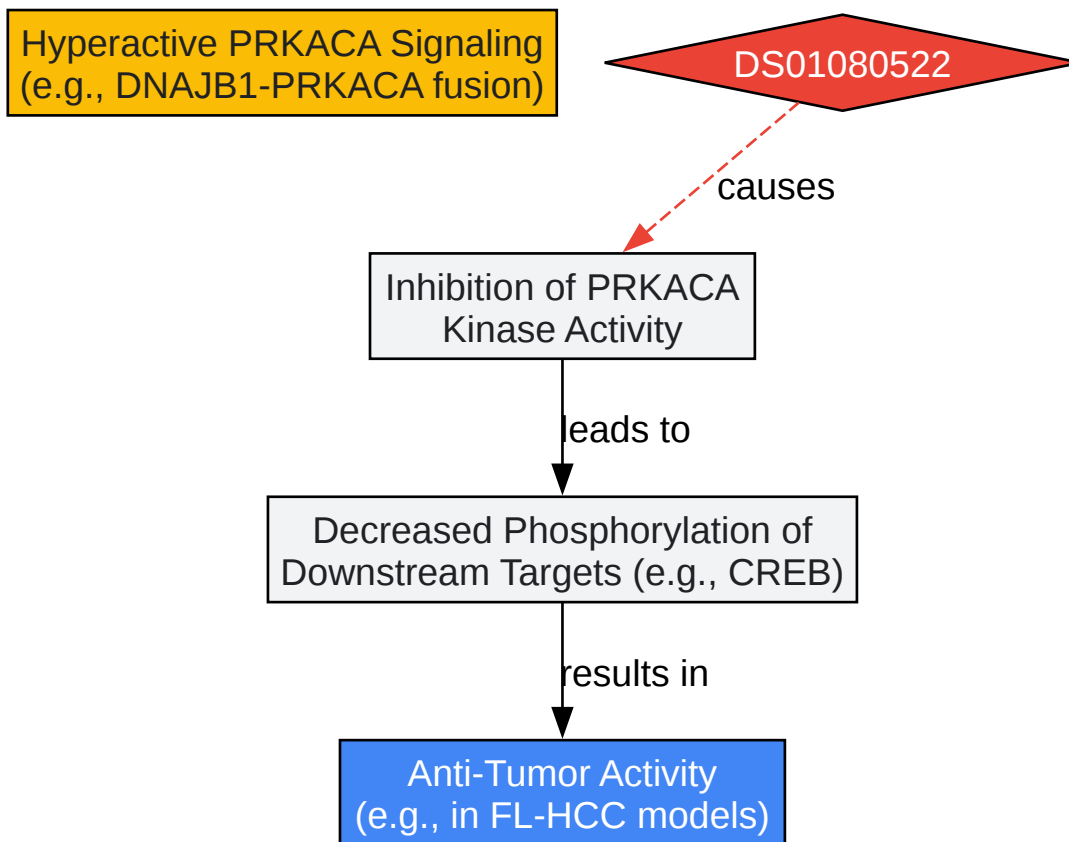 Hyperactive PRKACA Signaling
(e.g., DNAJB1-PRKACA fusion)
DS01080522
causes
Inhibition of PRKACA
Kinase Activity
leads to
Decreased Phosphorylation of
Downstream Targets (e.g., CREB)
results in
Anti-Tumor Activity
(e.g., in FL-HCC models)